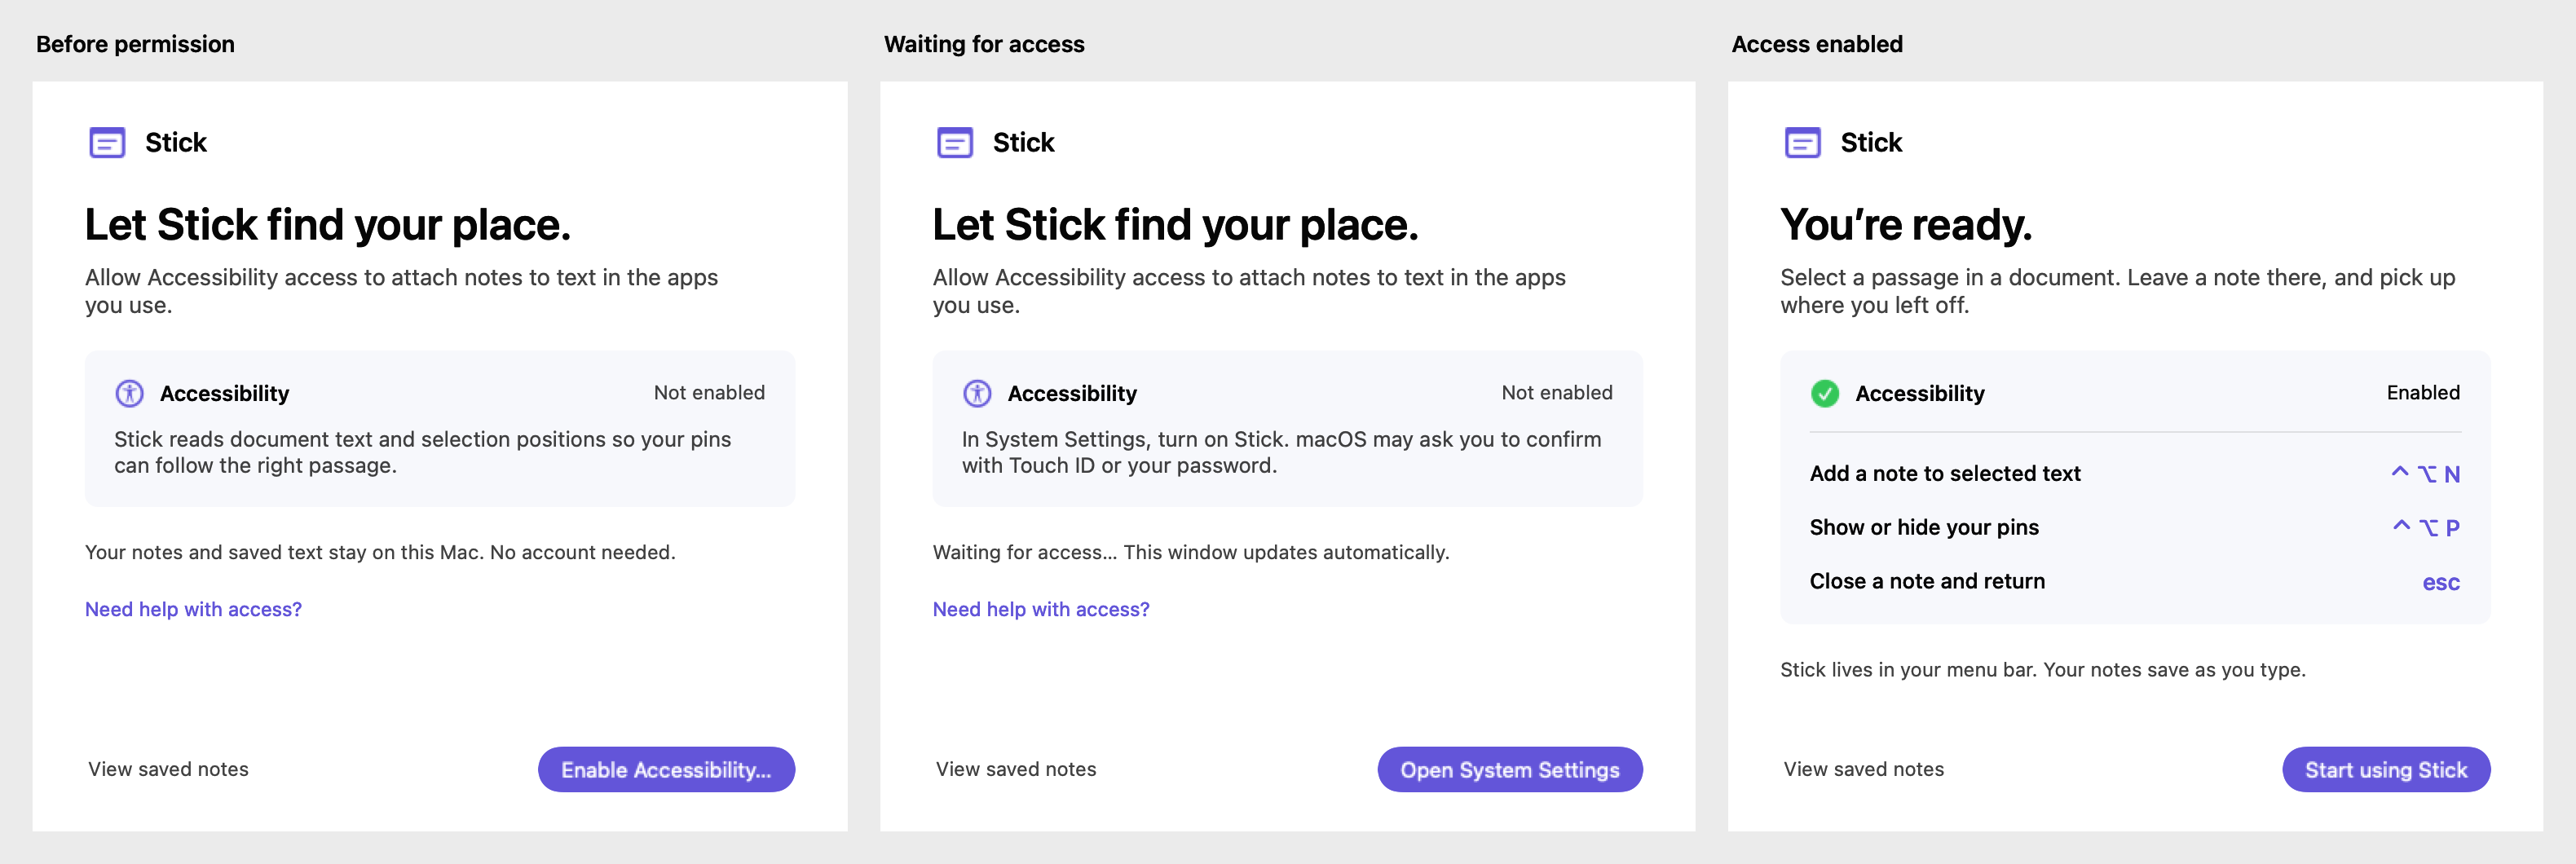 Before permission
Stick
Let Stick find your place.
Allow Accessibility access to attach notes to text in the apps
you use.
Accessibility
Not enabled
Stick reads document text and selection positions so your pins
can follow the right passage.
Your notes and saved text stay on this Mac. No account needed.
Need help with access?
View saved notes
Enable Accessibility...
Waiting for access
Stick
Let Stick find your place.
Allow Accessibility access to attach notes to text in the apps
you use.
Accessibility
Not enabled
In System Settings, turn on Stick. macOS may ask you to confirm
with Touch ID or your password.
Waiting for access... This window updates automatically.
Need help with access?
View saved notes
Open System Settings
Access enabled
Stick
You’re ready.
Select a passage in a document. Leave a note there, and pick up
where you left off.
Accessibility
Enabled
Add a note to selected text
⌃ ⌥ N
Show or hide your pins
⌃ ⌥ P
Close a note and return
esc
Stick lives in your menu bar. Your notes save as you type.
View saved notes
Start using Stick